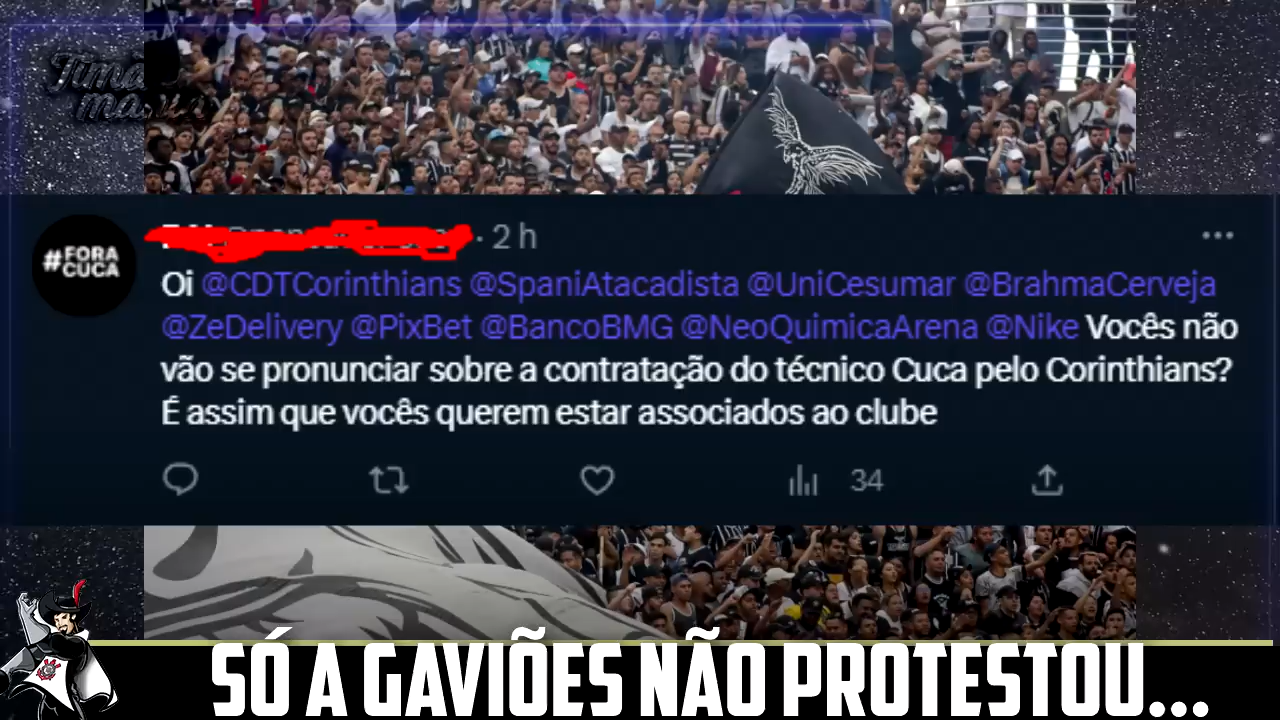 Timão
mania
#FORA
CUCA
· 2 h
Oi @CDTCorinthians @SpaniAtacadista @UniCesumar @BrahmaCerveja
@ZeDelivery @PixBet @BancoBMG @NeoQuimicaArena @Nike Vocês não
vão se pronunciar sobre a contratação do técnico Cuca pelo Corinthians?
É assim que vocês querem estar associados ao clube
34
SÓ A GAVIÕES NÃO PROTESTOU...